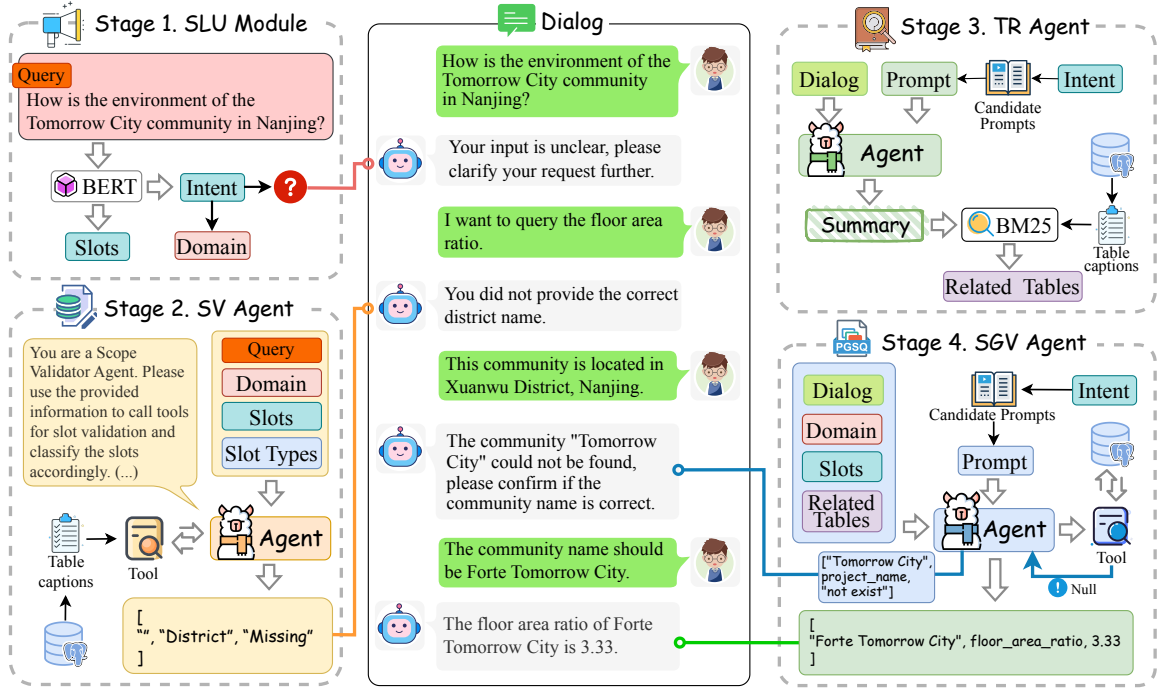 Stage 1. SLU Module
Query
How is the environment of the
Tomorrow City community in Nanjing?
BERT
Intent
?
Slots
Domain
Stage 2. SV Agent
You are a Scope
Validator Agent. Please
use the provided
information to call tools
for slot validation and
classify the slots
accordingly. (...)
Query
Domain
Slots
Slot Types
Agent
Tool
Table
captions
[
“”, “District”, “Missing”
]
Dialog
How is the environment of the
Tomorrow City community
in Nanjing?
Your input is unclear, please
clarify your request further.
I want to query the floor area
ratio.
You did not provide the correct
district name.
This community is located in
Xuanwu District, Nanjing.
The community "Tomorrow
City" could not be found,
please confirm if the
community name is correct.
The community name should
be Forte Tomorrow City.
The floor area ratio of Forte
Tomorrow City is 3.33.
Stage 3. TR Agent
Dialog
Prompt
Candidate
Prompts
Intent
Agent
Summary
BM25
Table
captions
Related Tables
PGSQ
Stage 4. SGV Agent
Dialog
Domain
Slots
Related
Tables
Candidate Prompts
Intent
Prompt
Agent
Tool
["Tomorrow City",
project_name,
"not exist"]
! Null
[
"Forte Tomorrow City", floor_area_ratio, 3.33
]